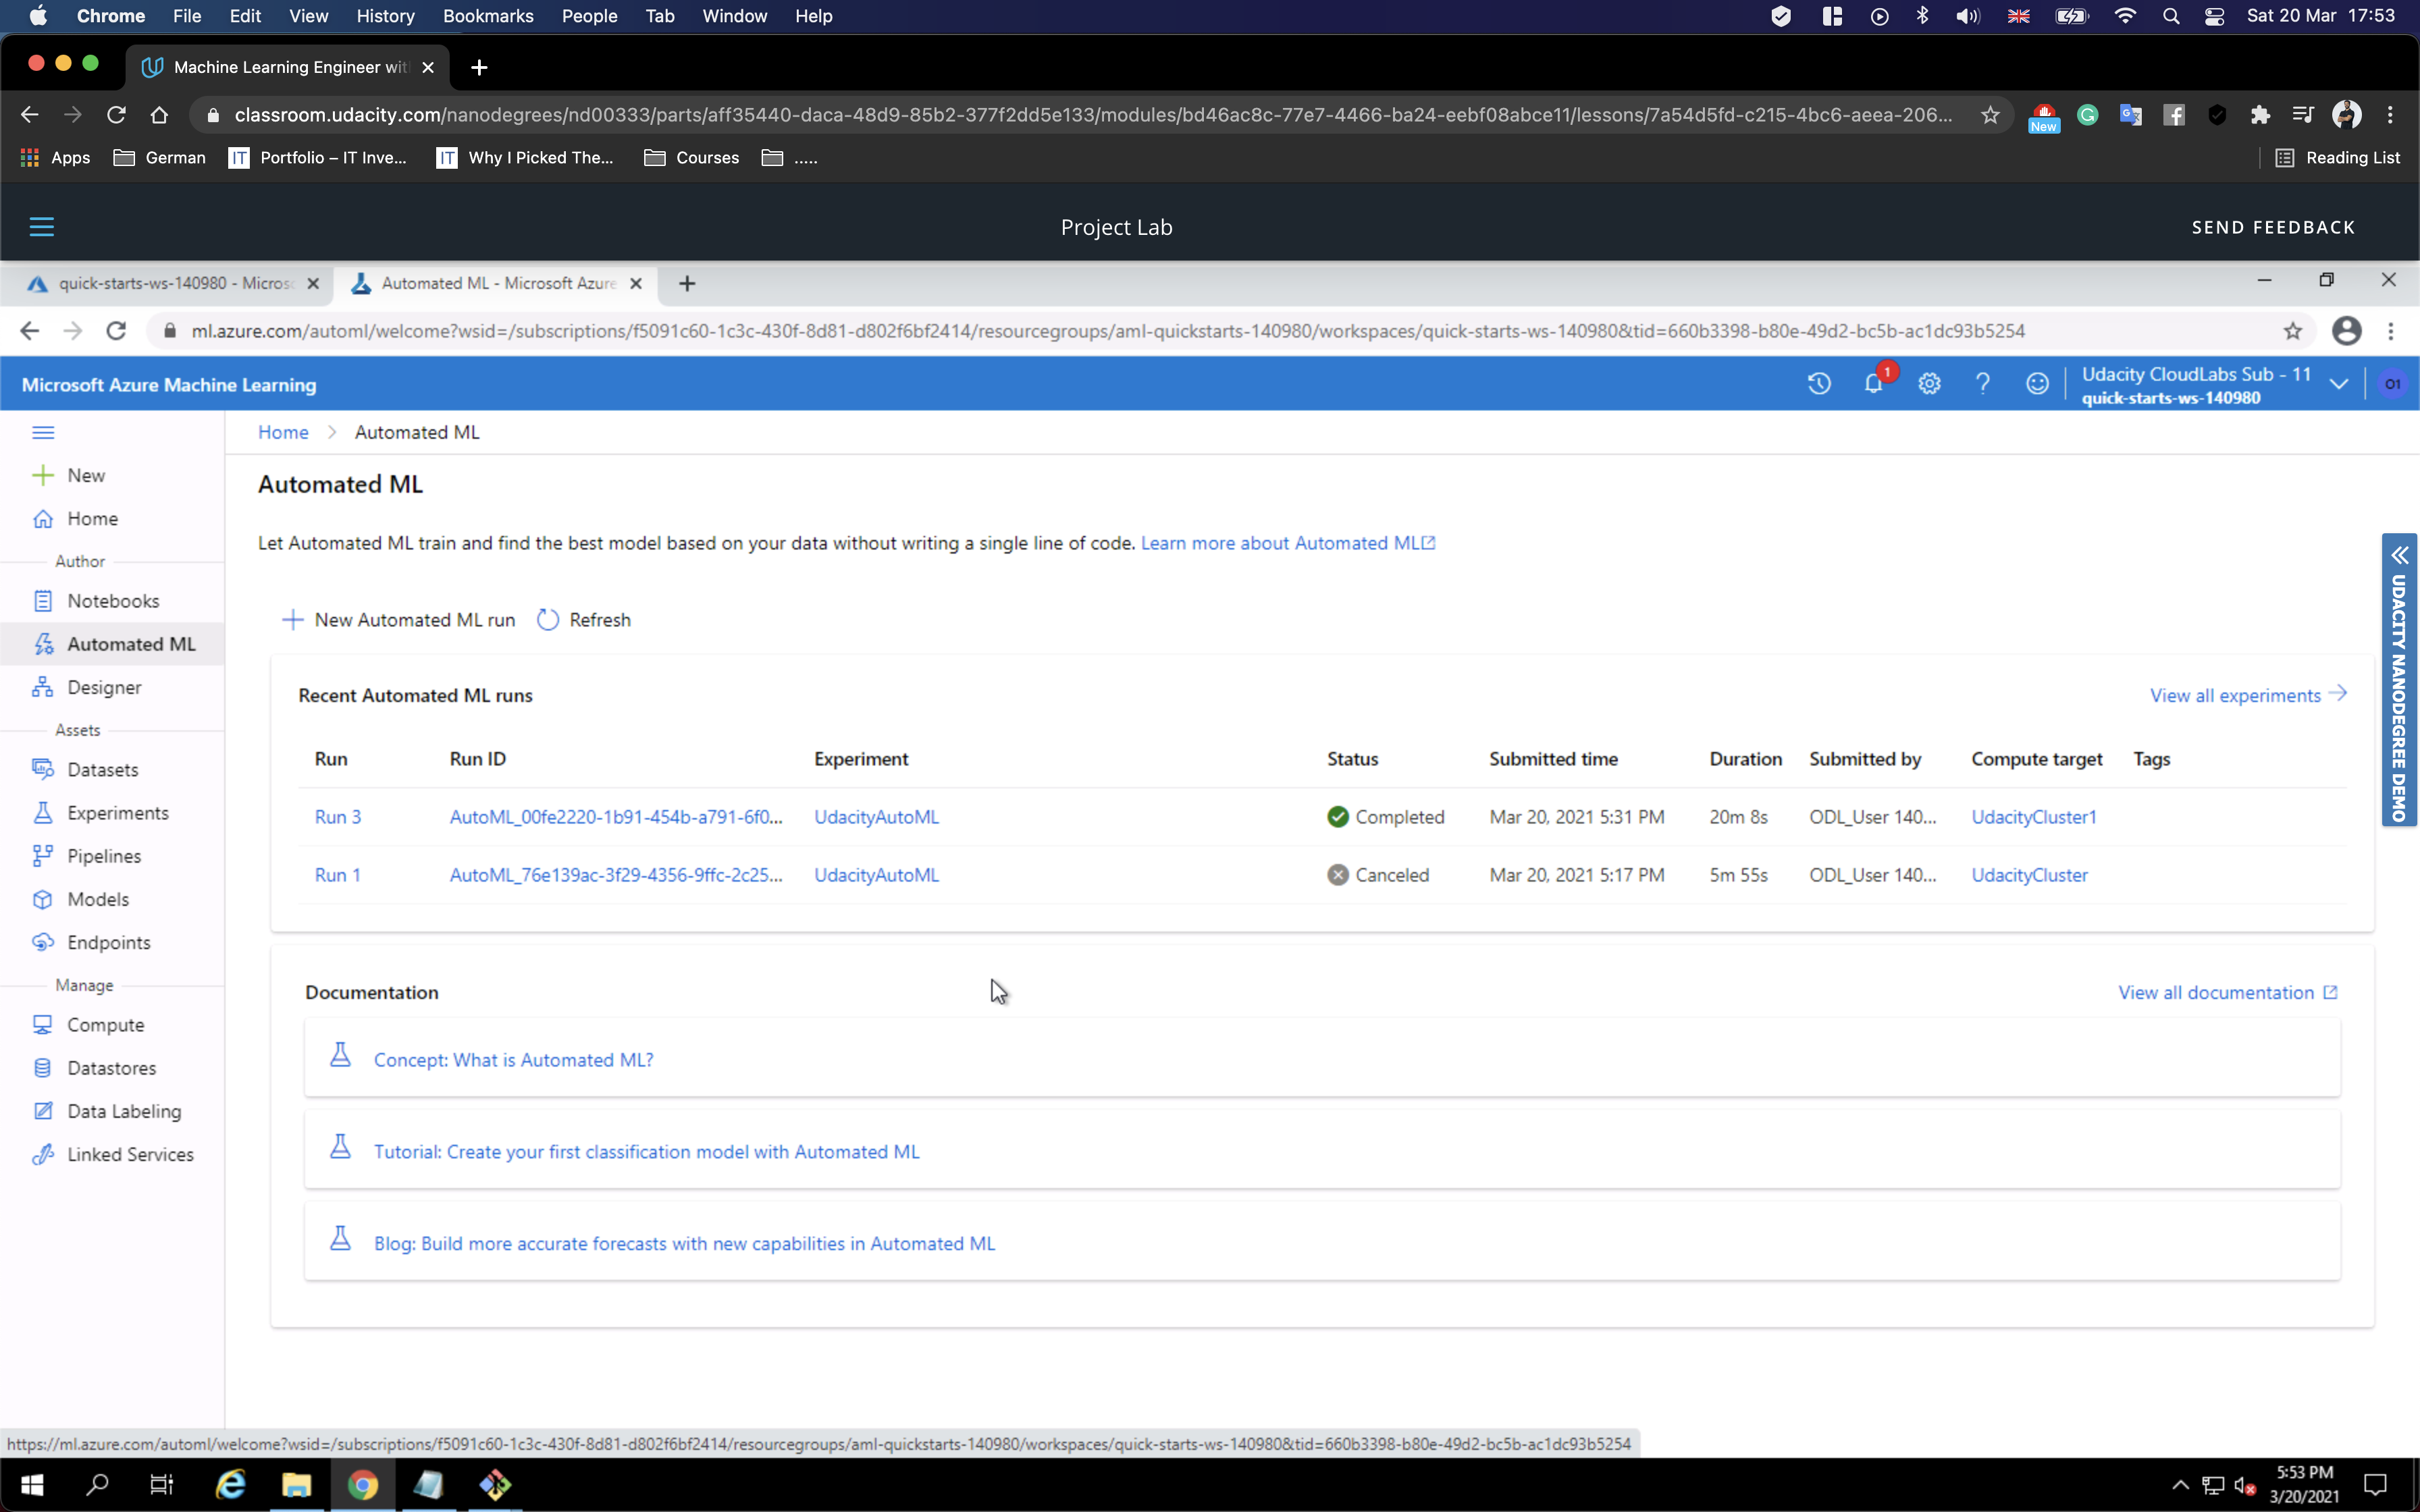 Chrome File Edit View History Bookmarks People Tab Window Help Sat 20 Mar 17:53
Machine Learning Engineer wit
classroom.udacity.com/nanodegrees/nd00333/parts/aff35440-daca-48d9-85b2-377f2dd5e133/modules/bd46ac8c-77e7-4466-ba24-eebf08abce11/lessons/7a54d5fd-c215-4bc6-aeea-206...
New
Apps German IT Portfolio – IT Inve... IT Why I Picked The... Courses ..... Reading List
Project Lab SEND FEEDBACK
quick-starts-ws-140980 - Micros Automated ML - Microsoft Azure
ml.azure.com/automl/welcome?wsid=/subscriptions/f5091c60-1c3c-430f-8d81-d802f6bf2414/resourcegroups/aml-quickstarts-140980/workspaces/quick-starts-ws-140980&tid=660b3398-b80e-49d2-bc5b-ac1dc93b5254
Microsoft Azure Machine Learning 1 ? Udacity CloudLabs Sub - 11 O1
quick-starts-ws-140980
Home > Automated ML
New
Home
Author
Notebooks
Automated ML
Designer
Assets
Datasets
Experiments
Pipelines
Models
Endpoints
Manage
Compute
Datastores
Data Labeling
Linked Services
Automated ML
Let Automated ML train and find the best model based on your data without writing a single line of code. Learn more about Automated ML
New Automated ML run Refresh
Recent Automated ML runs View all experiments
Run Run ID Experiment Status Submitted time Duration Submitted by Compute target Tags
Run 3 AutoML_00fe2220-1b91-454b-a791-6f0... UdacityAutoML Completed Mar 20, 2021 5:31 PM 20m 8s ODL_User 140... UdacityCluster1
Run 1 AutoML_76e139ac-3f29-4356-9ffc-2c25... UdacityAutoML Canceled Mar 20, 2021 5:17 PM 5m 55s ODL_User 140... UdacityCluster
Documentation View all documentation
Concept: What is Automated ML?
Tutorial: Create your first classification model with Automated ML
Blog: Build more accurate forecasts with new capabilities in Automated ML
UDACITY NANODEGREE DEMO
https://ml.azure.com/automl/welcome?wsid=/subscriptions/f5091c60-1c3c-430f-8d81-d802f6bf2414/resourcegroups/aml-quickstarts-140980/workspaces/quick-starts-ws-140980&tid=660b3398-b80e-49d2-bc5b-ac1dc93b5254
5:53 PM
3/20/2021